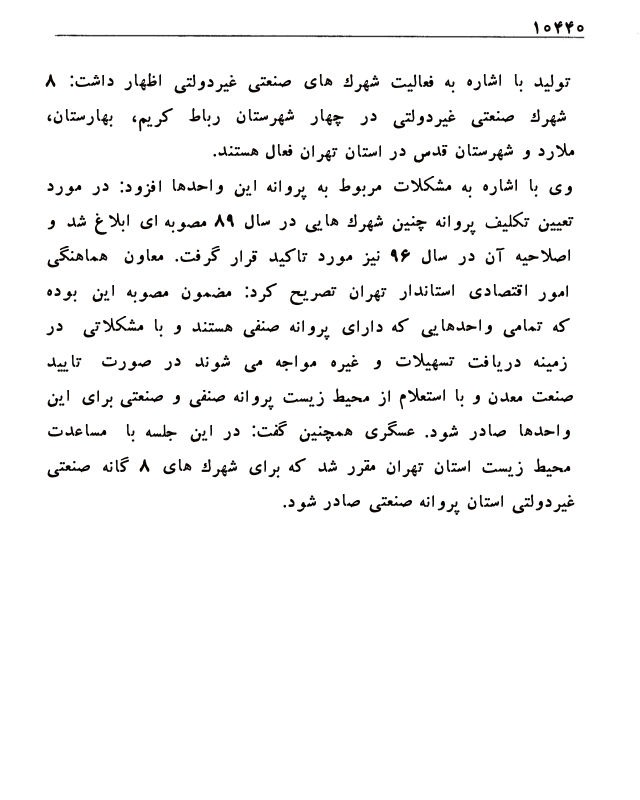 ۱۰۴۴۰
تولید با اشاره به فعالیت شهرك های صنعتی غیردولتی اظهار داشت: ۸
شهرك صنعتی غیردولتی در چهار شهرستان رباط کریم، بهارستان،
ملارد و شهرستان قدس در استان تهران فعال هستند.
وی با اشاره به مشکلات مربوط به پروانه این واحدها افزود: در مورد
تعیین تکلیف پروانه چنین شهرك هایی در سال ۸۹ مصوبه ای ابلاغ شد و
اصلاحیه آن در سال ۹۶ نیز مورد تاکید قرار گرفت. معاون هماهنگی
امور اقتصادی استاندار تهران تصریح کرد: مضمون مصوبه این بوده
که تمامی واحدهایی که دارای پروانه صنفی هستند و با مشکلاتی در
زمینه دریافت تسهیلات و غیره مواجه می شوند در صورت تایید
صنعت معدن و با استعلام از محیط زیست پروانه صنفی و صنعتی برای این
واحدها صادر شود. عسگری همچنین گفت: در این جلسه با مساعدت
محیط زیست استان تهران مقرر شد که برای شهرك های ۸ گانه صنعتی
غیردولتی استان پروانه صنعتی صادر شود.